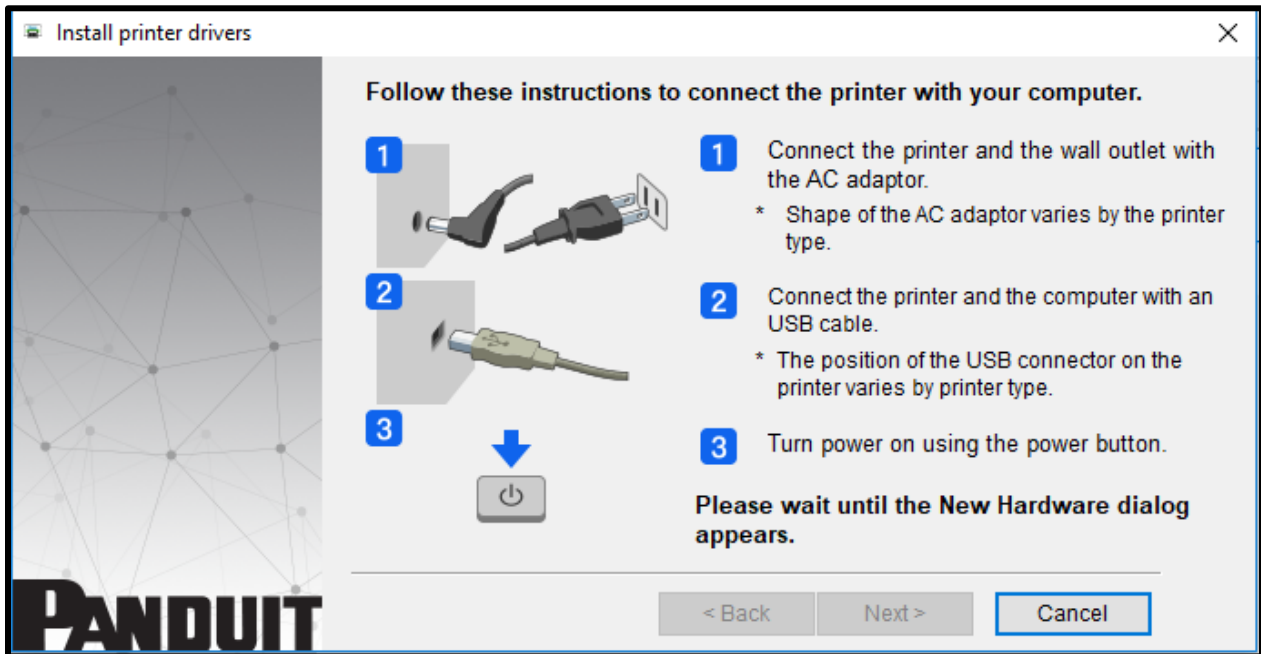 Install printer drivers
Follow these instructions to connect the printer with your computer.
1
1 Connect the printer and the wall outlet with
the AC adaptor.
* Shape of the AC adaptor varies by the printer
type.
2
2 Connect the printer and the computer with an
USB cable.
* The position of the USB connector on the
printer varies by printer type.
3
3 Turn power on using the power button.
Please wait until the New Hardware dialog
appears.
PANDUIT
< Back Next > Cancel